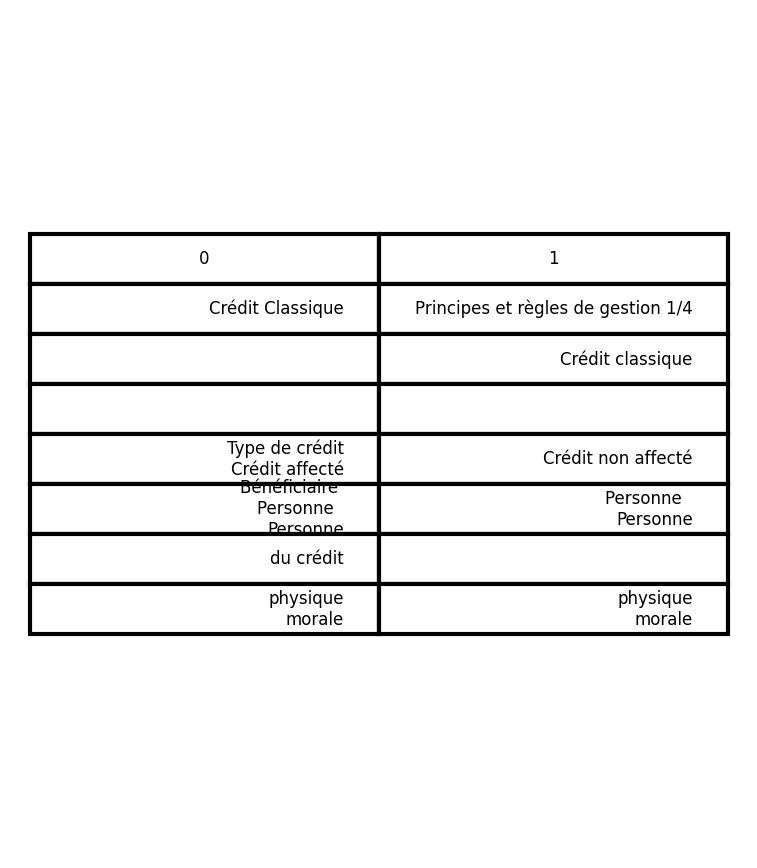 0 1
Crédit Classique Principes et règles de gestion 1/4
Crédit classique
Type de crédit
Crédit affecté
Crédit non affecté
Bénéficiaire
Personne
Personne
Personne
Personne
du crédit
physique
morale
physique
morale